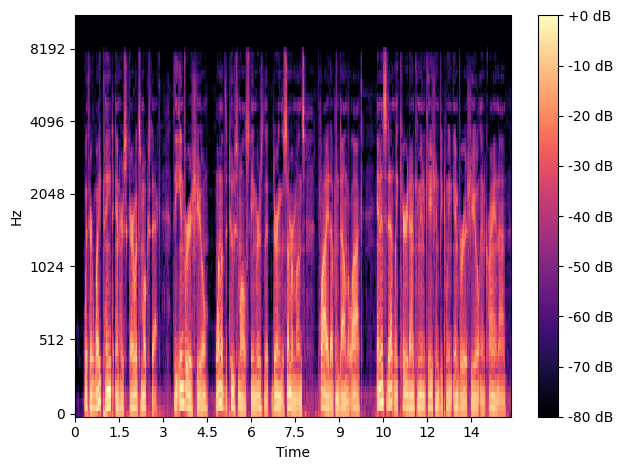 8192
4096
2048
1024
512
0
Hz
0 1.5 3 4.5 6 7.5 9 10 12 14
Time
+0 dB
-10 dB
-20 dB
-30 dB
-40 dB
-50 dB
-60 dB
-70 dB
-80 dB